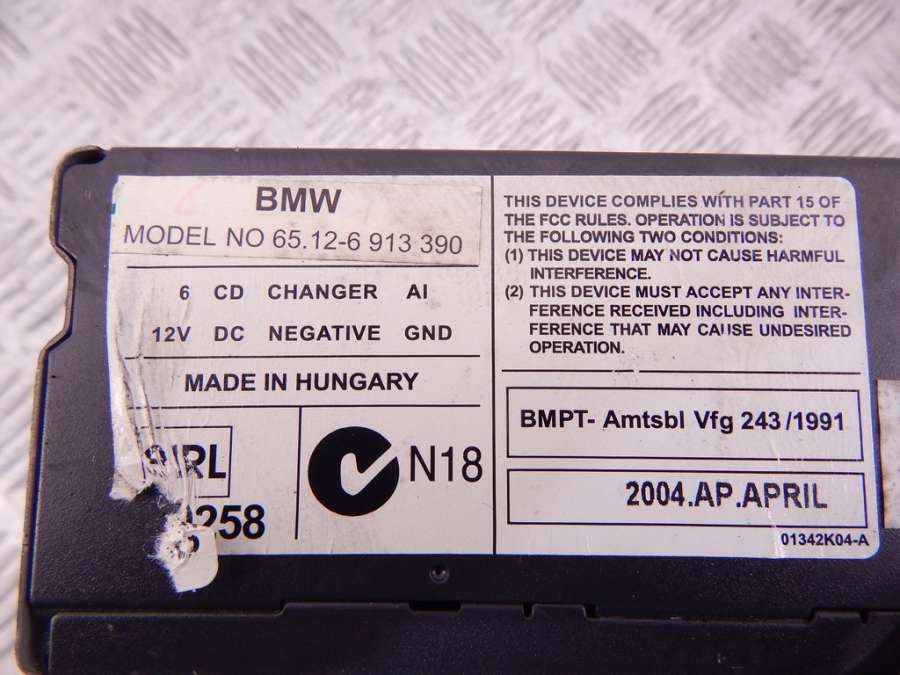 BMW
MODEL NO 65.12-6 913 390
6 CD CHANGER AI
12V DC NEGATIVE GND
MADE IN HUNGARY
258
N18
THIS DEVICE COMPLIES WITH PART 15 OF
THE FCC RULES. OPERATION IS SUBJECT TO
THE FOLLOWING TWO CONDITIONS:
(1) THIS DEVICE MAY NOT CAUSE HARMFUL
INTERFERENCE.
(2) THIS DEVICE MUST ACCEPT ANY INTER-
FERENCE RECEIVED INCLUDING INTER-
FERENCE THAT MAY CAUSE UNDESIRED
OPERATION.
BMPT- Amtsbl Vfg 243/1991
2004.AP.APRIL
01342K04-A